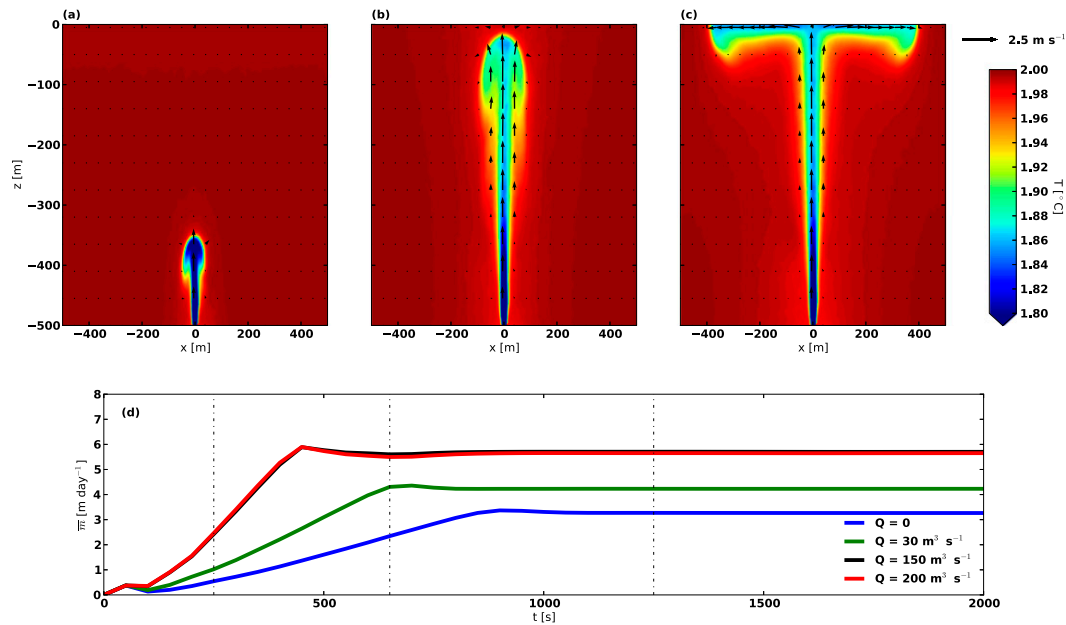 (a) (b) (c)
2.5 m s⁻¹
0
−100
−200
−300
−400
−500
z [m]
−400 −200 0 200 400
x [m]
−400 −200 0 200 400
x [m]
−400 −200 0 200 400
x [m]
2.00
1.98
1.96
1.94
1.92
1.90
1.88
1.86
1.84
1.82
1.80
T [°C]
(d)
8
7
6
5
4
3
2
1
0
m̅ [m day⁻¹]
Q = 0
Q = 30 m³ s⁻¹
Q = 150 m³ s⁻¹
Q = 200 m³ s⁻¹
0 500 1000 1500 2000
t [s]